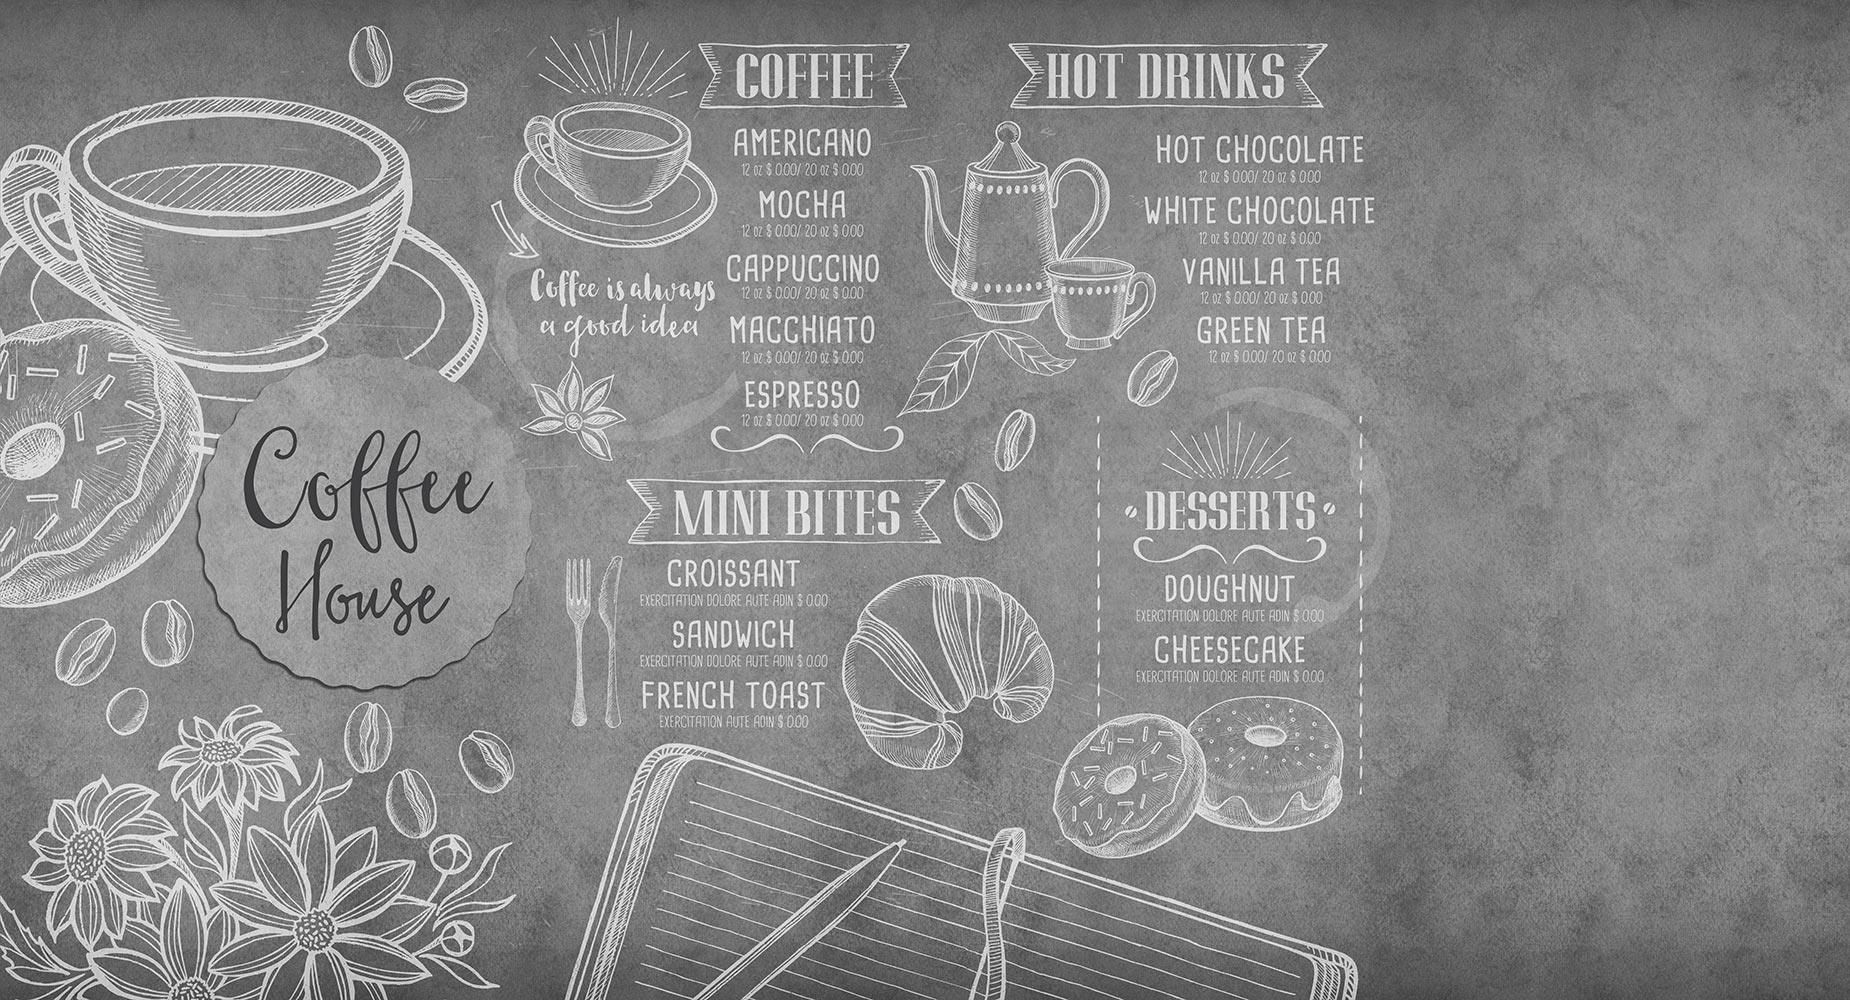 Coffee
House
Coffee is always
a good idea
COFFEE
AMERICANO
12 oz $ 0.00/ 20 oz $ 0.00
MOCHA
12 oz $ 0.00/ 20 oz $ 0.00
CAPPUCCINO
12 oz $ 0.00/ 20 oz $ 0.00
MACCHIATO
12 oz $ 0.00/ 20 oz $ 0.00
ESPRESSO
12 oz $ 0.00/ 20 oz $ 0.00
HOT DRINKS
HOT CHOCOLATE
12 oz $ 0.00/ 20 oz $ 0.00
WHITE CHOCOLATE
12 oz $ 0.00/ 20 oz $ 0.00
VANILLA TEA
12 oz $ 0.00/ 20 oz $ 0.00
GREEN TEA
12 oz $ 0.00/ 20 oz $ 0.00
MINI BITES
CROISSANT
EXERCITATION DOLORE AUTE ADIN $ 0.00
SANDWICH
EXERCITATION DOLORE AUTE ADIN $ 0.00
FRENCH TOAST
EXERCITATION AUTE ADIN $ 0.00
DESSERTS
DOUGHNUT
EXERCITATION DOLORE AUTE ADIN $ 0.00
CHEESECAKE
EXERCITATION DOLORE AUTE ADIN $ 0.00